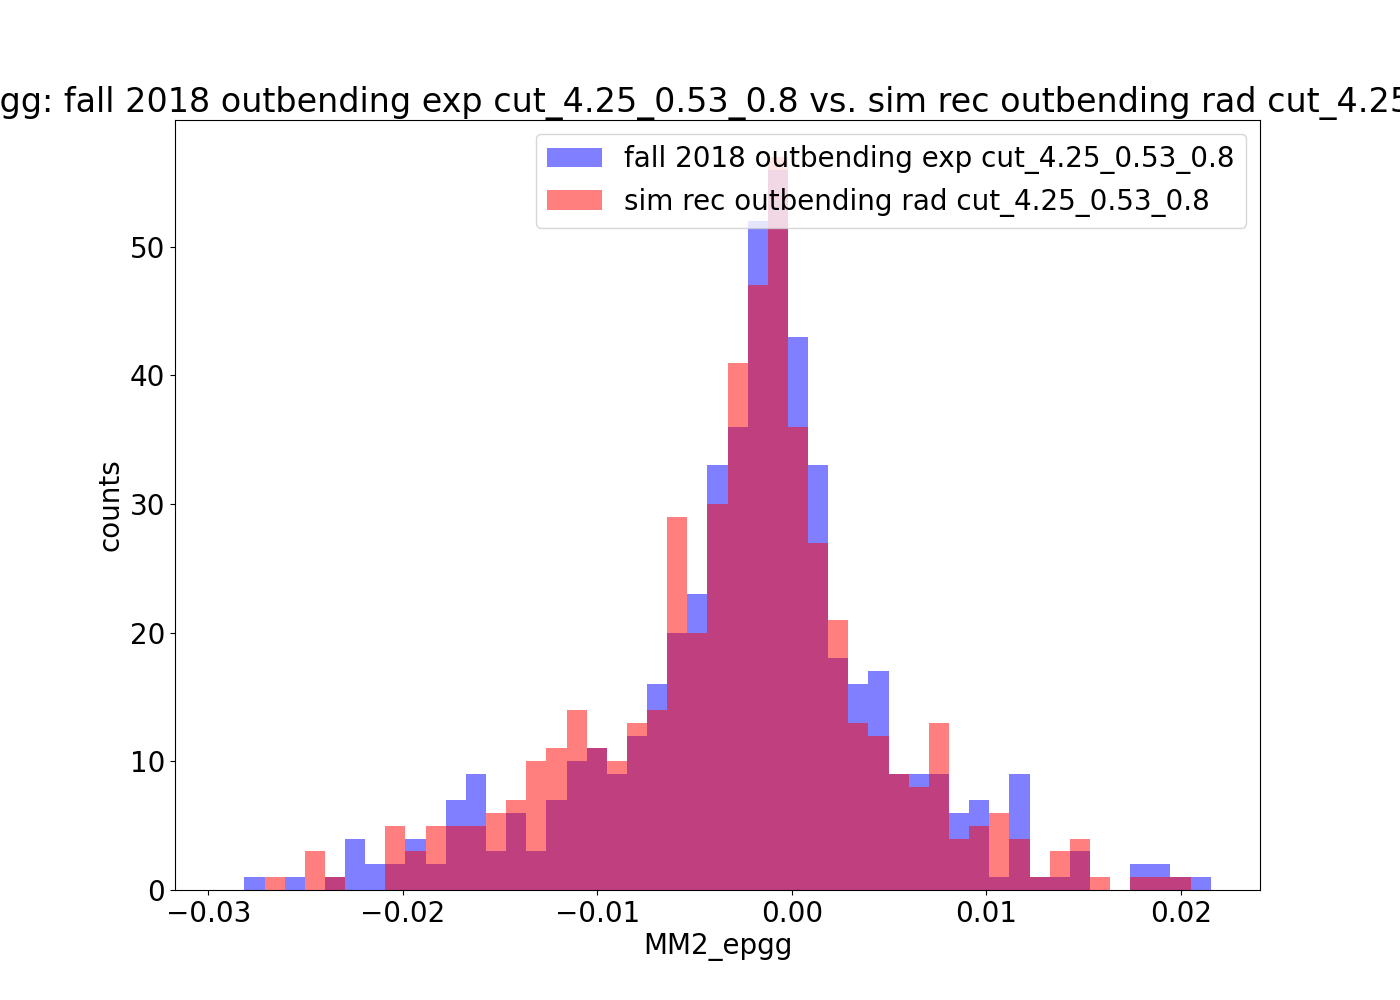 gg: fall 2018 outbending exp cut_4.25_0.53_0.8 vs. sim rec outbending rad cut_4.25
fall 2018 outbending exp cut_4.25_0.53_0.8
sim rec outbending rad cut_4.25_0.53_0.8
50
40
30
20
10
0
counts
−0.03
−0.02
−0.01
0.00
0.01
0.02
MM2_epgg